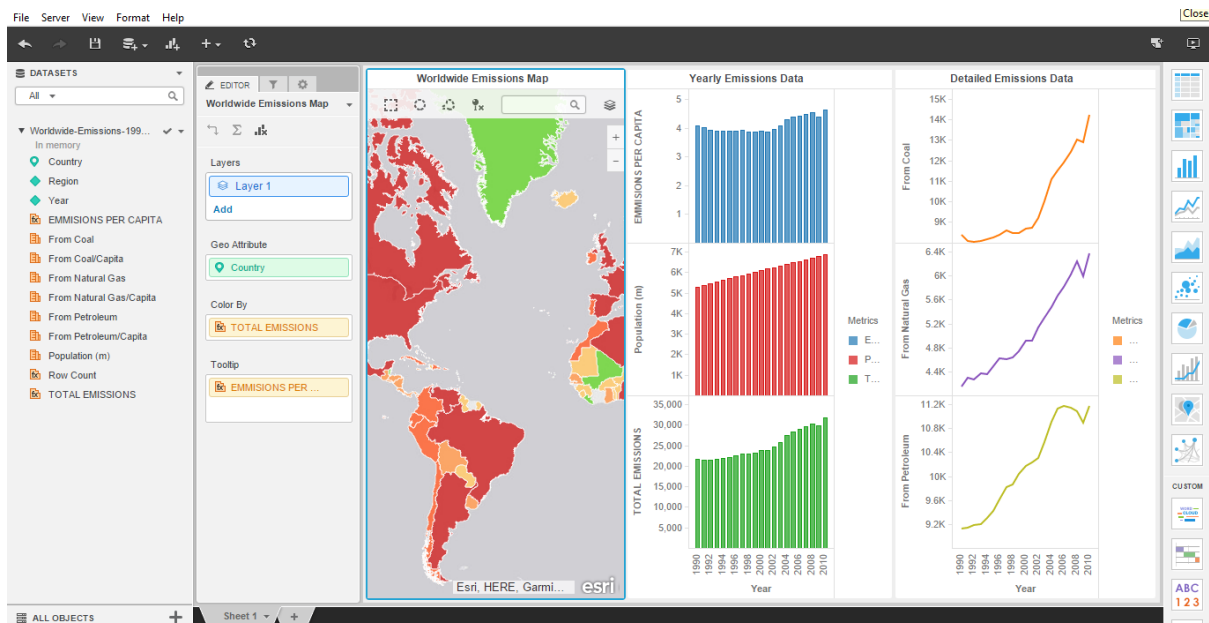 File Server View Format Help
Close
DATASETS
All
Worldwide-Emissions-199...
In memory
Country
Region
Year
EMMISIONS PER CAPITA
From Coal
From Coal/Capita
From Natural Gas
From Natural Gas/Capita
From Petroleum
From Petroleum/Capita
Population (m)
Row Count
TOTAL EMISSIONS
ALL OBJECTS
EDITOR
Worldwide Emissions Map
Layers
Layer 1
Add
Geo Attribute
Country
Color By
TOTAL EMISSIONS
Tooltip
EMMISIONS PER ...
Worldwide Emissions Map
Esri, HERE, Garmi...
esri
Yearly Emissions Data
EMMISIONS PER CAPITA
5
4
3
2
1
Population (m)
7K
6K
5K
4K
3K
2K
1K
TOTAL EMISSIONS
35,000
30,000
25,000
20,000
15,000
10,000
5,000
1990 1992 1994 1996 1998 2000 2002 2004 2006 2008 2010
Year
Metrics
E...
P...
T...
Detailed Emissions Data
From Coal
15K
14K
13K
12K
11K
10K
9K
From Natural Gas
6.4K
6K
5.6K
5.2K
4.8K
4.4K
From Petroleum
11.2K
10.8K
10.4K
10K
9.6K
9.2K
1990 1992 1994 1996 1998 2000 2002 2004 2006 2008 2010
Year
Metrics
...
...
...
CUSTOM
CLOUD
ABC
123
Sheet 1